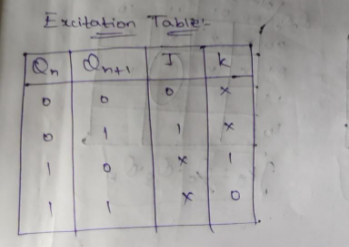 Excitation Table:-
Qn Qn+1 J K
0 0 0 x
0 1 1 x
1 0 x 1
1 1 x 0